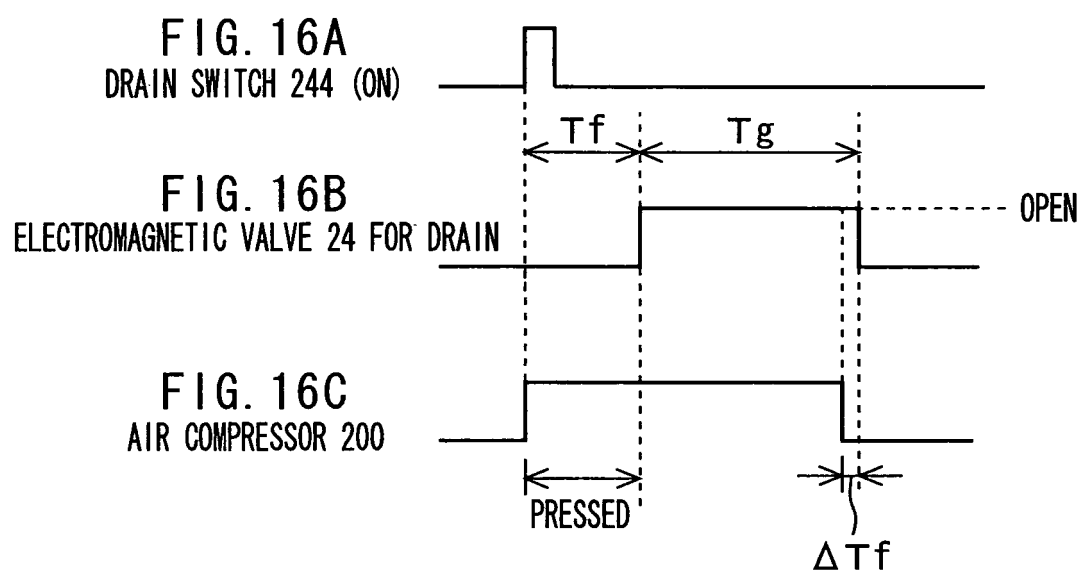 FIG. 16A
DRAIN SWITCH 244 (ON)
Tf
Tg
FIG. 16B
ELECTROMAGNETIC VALVE 24 FOR DRAIN
OPEN
FIG. 16C
AIR COMPRESSOR 200
PRESSED
ΔTf